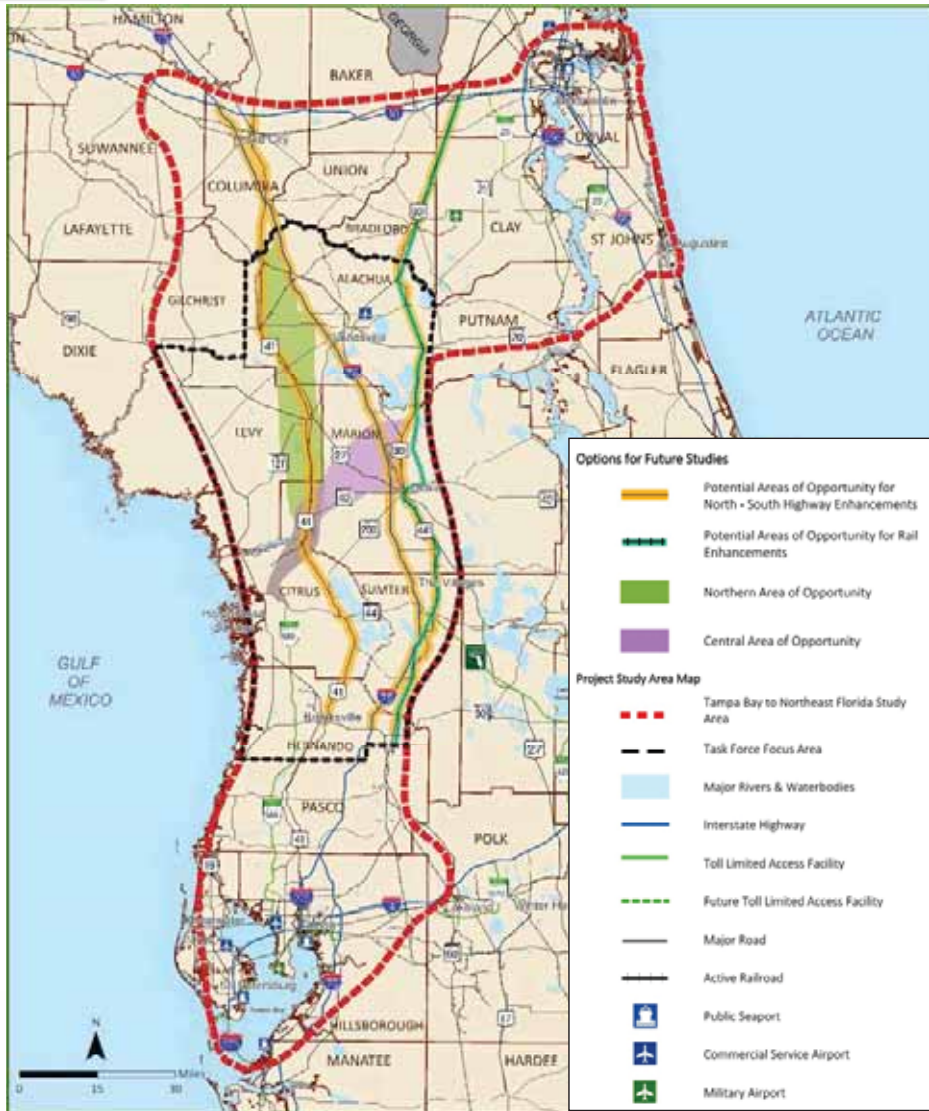 HAMILTON
GEORGIA
BAKER
SUWANNEE
COLUMBIA
UNION
DUVAL
LAFAYETTE
BRADFORD
CLAY
ST JOHNS
GILCHRIST
ALACHUA
PUTNAM
DIXIE
FLAGLER
ATLANTIC
OCEAN
LEVY
MARION
CITRUS
SUMTER
The Villages
GULF
OF
MEXICO
Brooksville
HERNANDO
PASCO
POLK
HILLSBOROUGH
MANATEE
HARDEE
N
0 15 30 Miles
Options for Future Studies
Potential Areas of Opportunity for
North - South Highway Enhancements
Potential Areas of Opportunity for Rail
Enhancements
Northern Area of Opportunity
Central Area of Opportunity
Project Study Area Map
Tampa Bay to Northeast Florida Study
Area
Task Force Focus Area
Major Rivers & Waterbodies
Interstate Highway
Toll Limited Access Facility
Future Toll Limited Access Facility
Major Road
Active Railroad
Public Seaport
Commercial Service Airport
Military Airport